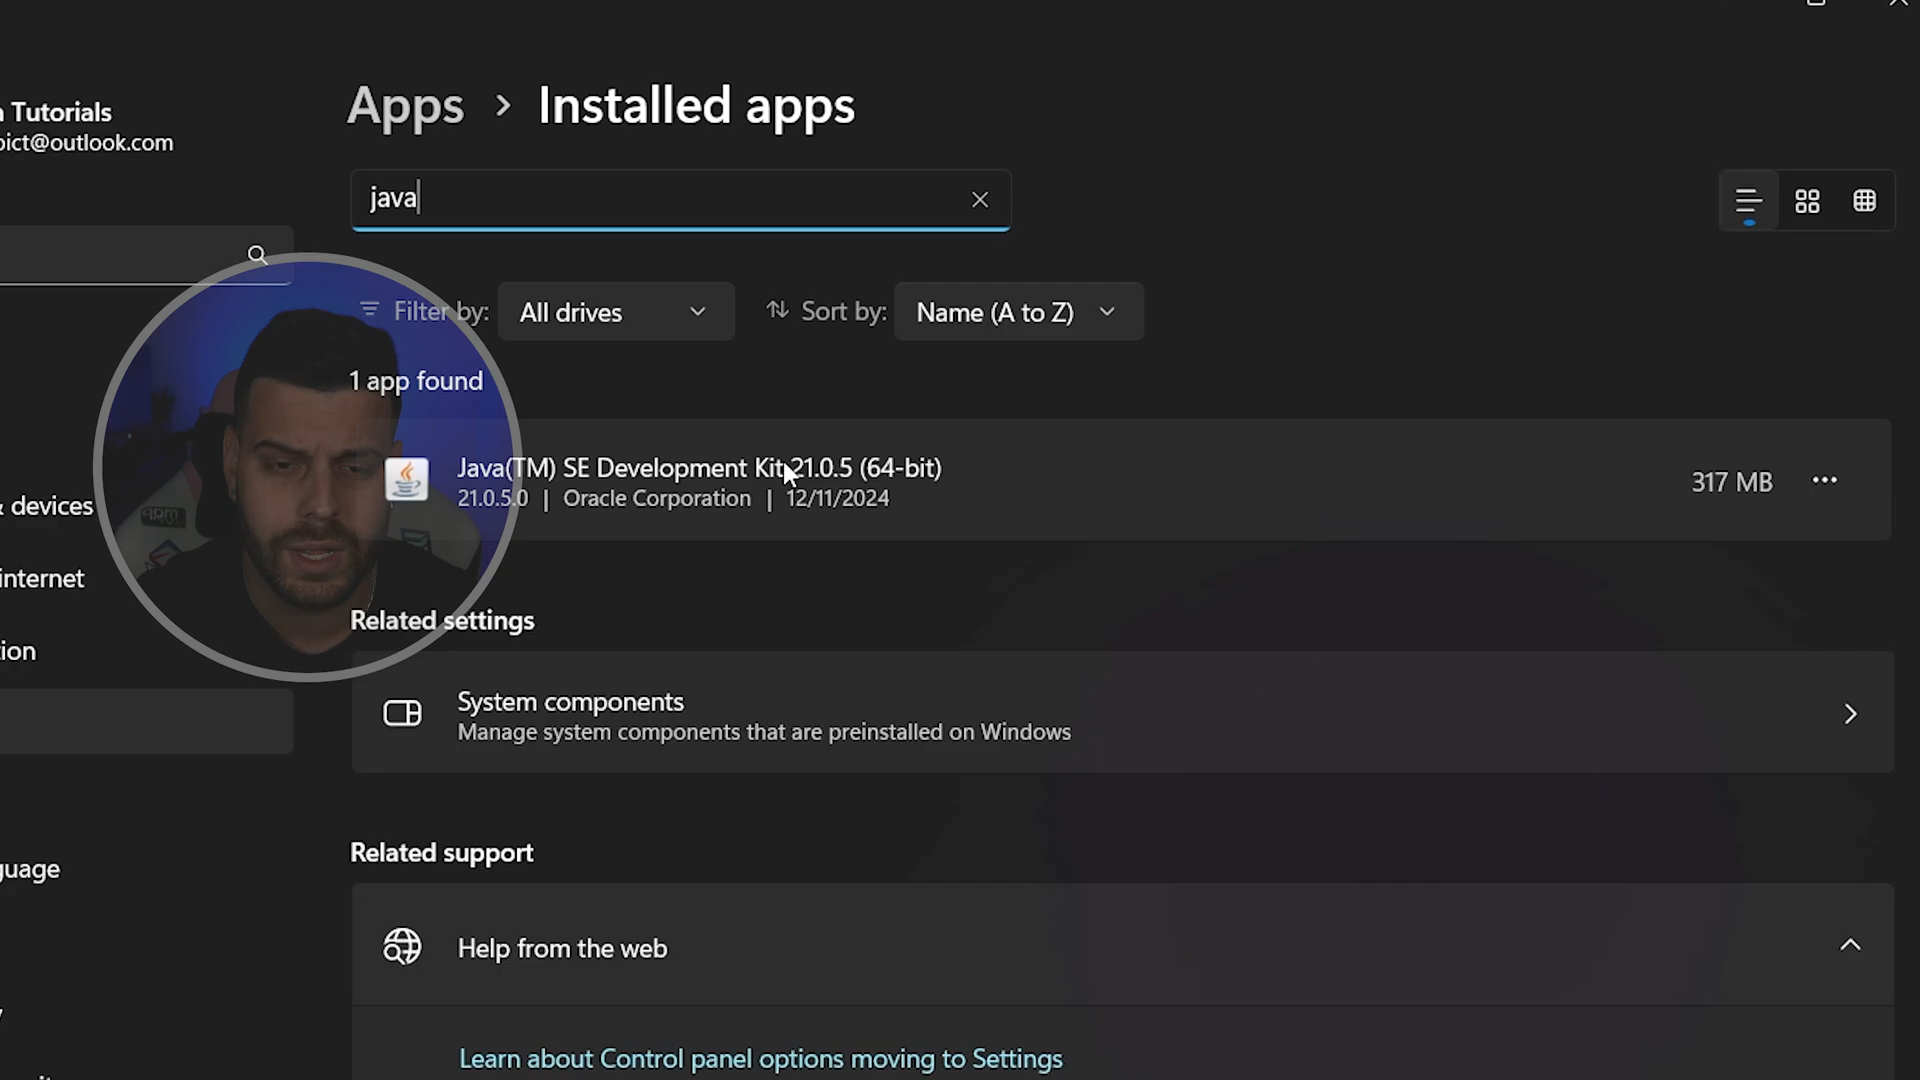 Tutorials
pict@outlook.com
Apps > Installed apps
java
Filter by: All drives
Sort by: Name (A to Z)
1 app found
Java(TM) SE Development Kit 21.0.5 (64-bit)
21.0.5.0 | Oracle Corporation | 12/11/2024
317 MB
& devices
internet
Related settings
tion
System components
Manage system components that are preinstalled on Windows
Related support
guage
Help from the web
Learn about Control panel options moving to Settings